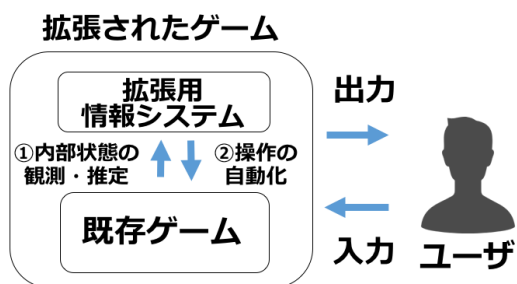 拡張されたゲーム
拡張用
情報システム
①内部状態の
観測・推定
②操作の
自動化
既存ゲーム
出力
入力
ユーザ